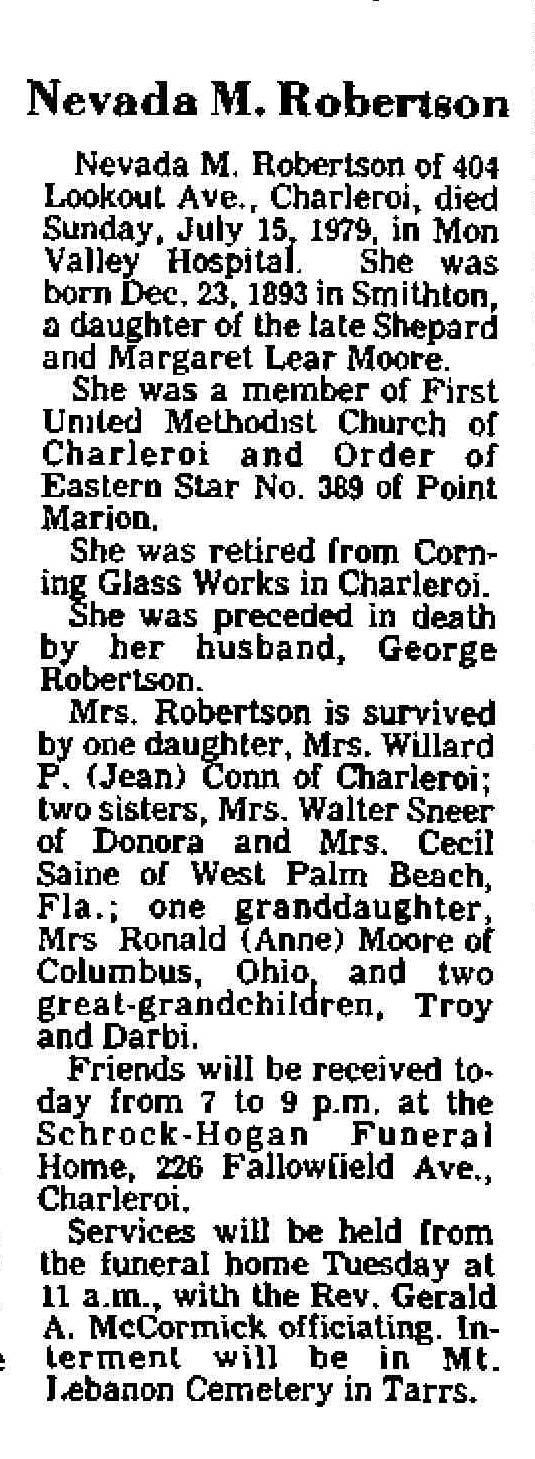 Nevada M. Robertson
Nevada M. Robertson of 404
Lookout Ave., Charleroi, died
Sunday, July 15, 1979, in Mon
Valley Hospital. She was
born Dec. 23, 1893 in Smithton,
a daughter of the late Shepard
and Margaret Lear Moore.
She was a member of First
United Methodist Church of
Charleroi and Order of
Eastern Star No. 389 of Point
Marion.
She was retired from Corn-
ing Glass Works in Charleroi.
She was preceded in death
by her husband, George
Robertson.
Mrs. Robertson is survived
by one daughter, Mrs. Willard
P. (Jean) Conn of Charleroi;
two sisters, Mrs. Walter Sneer
of Donora and Mrs. Cecil
Saine of West Palm Beach,
Fla.; one granddaughter,
Mrs Ronald (Anne) Moore of
Columbus, Ohio, and two
great-grandchildren, Troy
and Darbi.
Friends will be received to-
day from 7 to 9 p.m. at the
Schrock-Hogan Funeral
Home, 226 Fallowfield Ave.,
Charleroi.
Services will be held from
the funeral home Tuesday at
11 a.m., with the Rev. Gerald
A. McCormick officiating. In-
terment will be in Mt.
Lebanon Cemetery in Tarrs.